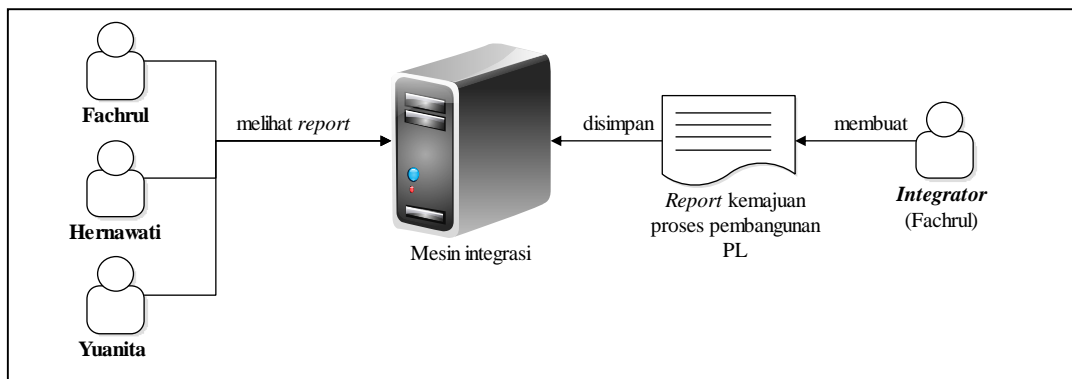 Fachrul
Hernawati
Yuanita
melihat report
Mesin integrasi
disimpan
Report kemajuan
proses pembangunan
PL
membuat
Integrator
(Fachrul)